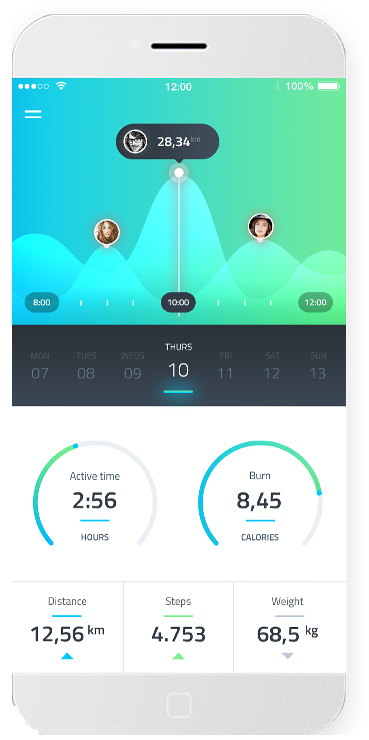 12:00
100%
28,34 km
8:00
10:00
12:00
MON TUES WEDS THURS FRI SAT SUN
07 08 09 10 11 12 13
Active time
2:56
HOURS
Burn
8,45
CALORIES
Distance
12,56 km
Steps
4.753
Weight
68,5 kg